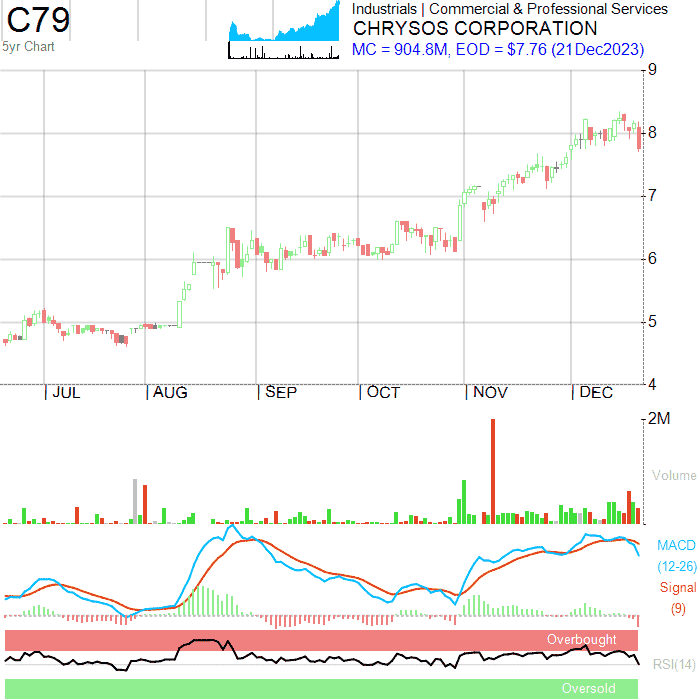 C79
5yr Chart
Industrials | Commercial & Professional Services
CHRYSOS CORPORATION
MC = 904.8M, EOD = $7.76 (21Dec2023)
9
8
7
6
5
4
JUL AUG SEP OCT NOV DEC
2M
Volume
MACD
(12-26)
Signal
(9)
Overbought
RSI(14)
Oversold